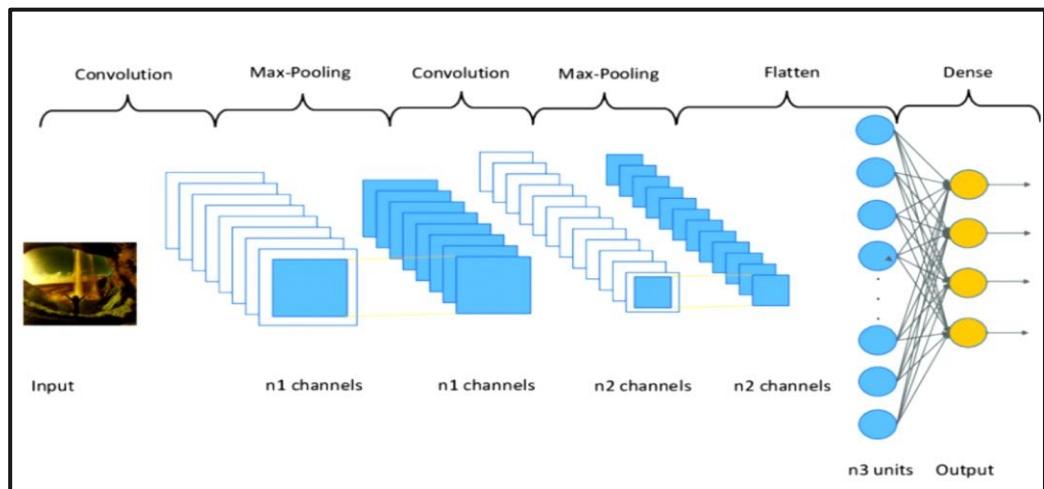 Convolution Max-Pooling Convolution Max-Pooling Flatten Dense
Input n1 channels n1 channels n2 channels n2 channels
n3 units Output